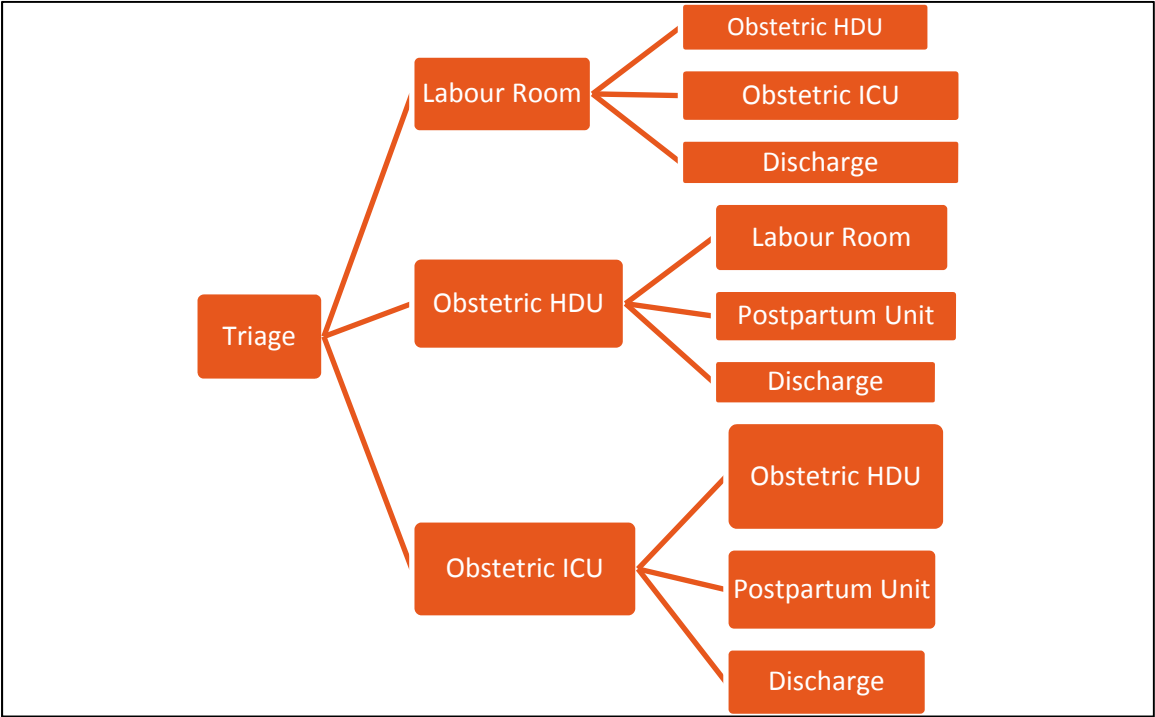 Triage
Labour Room
Obstetric HDU
Obstetric ICU
Discharge
Obstetric HDU
Labour Room
Postpartum Unit
Discharge
Obstetric ICU
Obstetric HDU
Postpartum Unit
Discharge